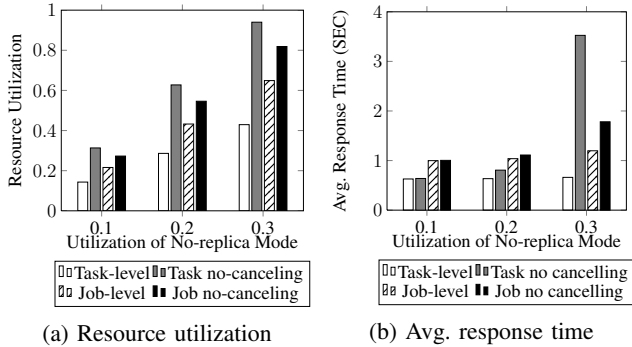 1
0.8
0.6
0.4
0.2
0
Resource Utilization
0.1 0.2 0.3
Utilization of No-replica Mode
Task-level Task no-canceling
Job-level Job no-canceling
(a) Resource utilization
4
3
2
1
0
Avg. Response Time (SEC)
0.1 0.2 0.3
Utilization of No-replica Mode
Task-level Task no cancelling
Job-level Job no cancelling
(b) Avg. response time